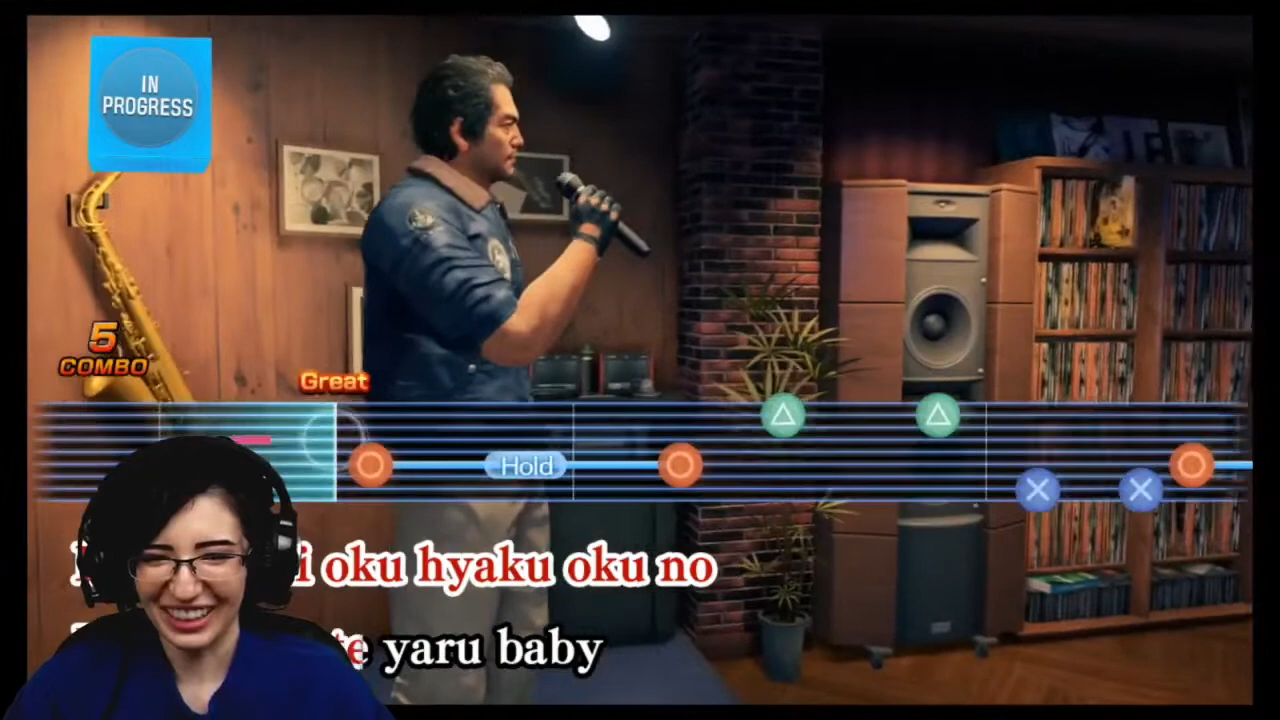 IN
PROGRESS
5
COMBO
Great
Hold
oku hyaku oku no
yaru baby